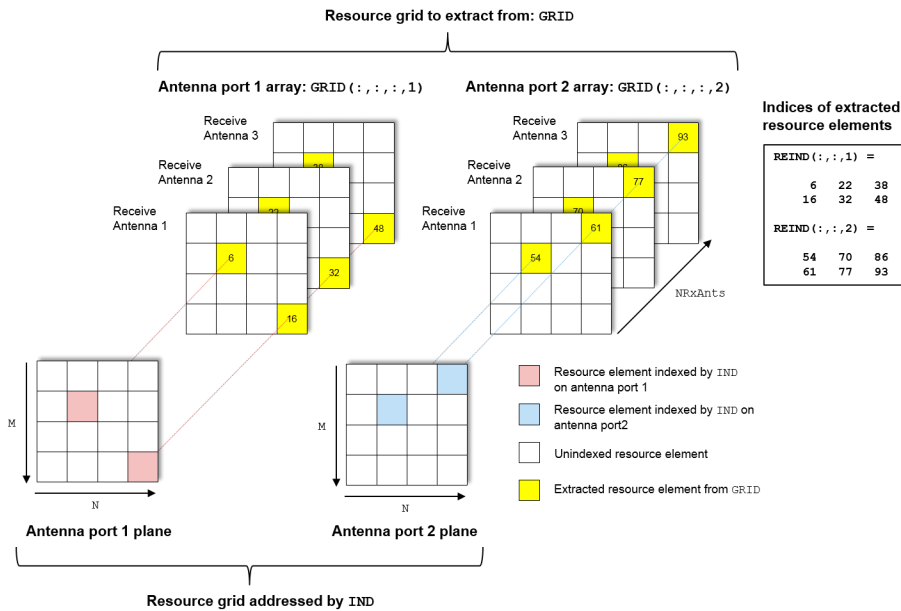 Resource grid to extract from: GRID
Antenna port 1 array: GRID(:,:,:,1)
Antenna port 2 array: GRID(:,:,:,2)
Receive
Antenna 3
Receive
Antenna 2
Receive
Antenna 1
38
22
6
48
32
16
Receive
Antenna 3
Receive
Antenna 2
Receive
Antenna 1
93
86
77
70
61
54
NRxAnts
Indices of extracted
resource elements
REIND(:,:,1) =
6 22 38
16 32 48
REIND(:,:,2) =
54 70 86
61 77 93
M
N
Antenna port 1 plane
M
N
Antenna port 2 plane
Resource element indexed by IND
on antenna port 1
Resource element indexed by IND on
antenna port2
Unindexed resource element
Extracted resource element from GRID
Resource grid addressed by IND